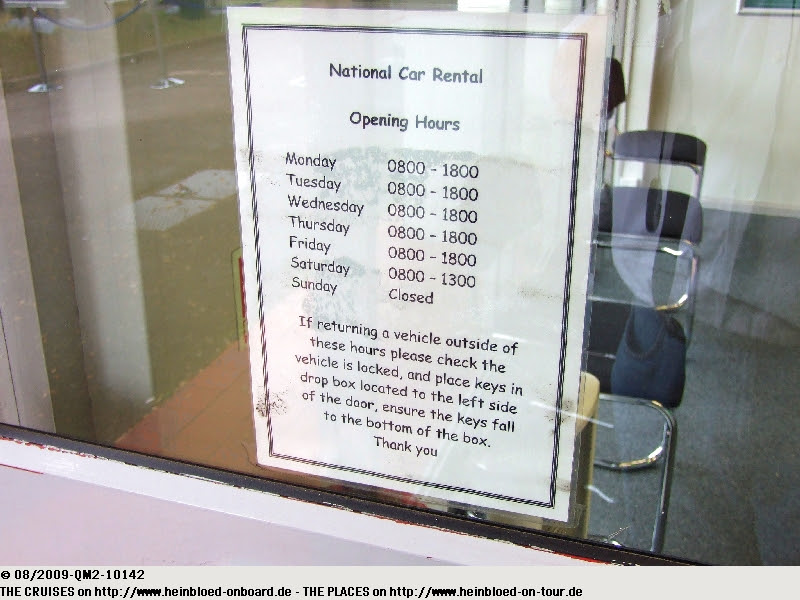 National Car Rental
Opening Hours
Monday 0800 - 1800
Tuesday 0800 - 1800
Wednesday 0800 - 1800
Thursday 0800 - 1800
Friday 0800 - 1800
Saturday 0800 - 1300
Sunday Closed
If returning a vehicle outside of
these hours please check the
vehicle is locked, and place keys in
drop box located to the left side
of the door, ensure the keys fall
to the bottom of the box.
Thank you
© 08/2009-QM2-10142
THE CRUISES on http://www.heinbloed-onboard.de - THE PLACES on http://www.heinbloed-on-tour.de